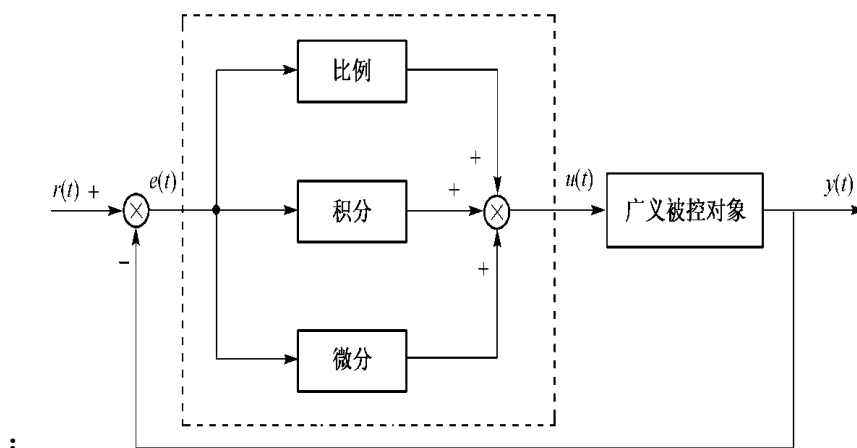 比例
r(t) +
e(t)
+
积分
+
u(t)
广义被控对象
y(t)
−
+
微分
: